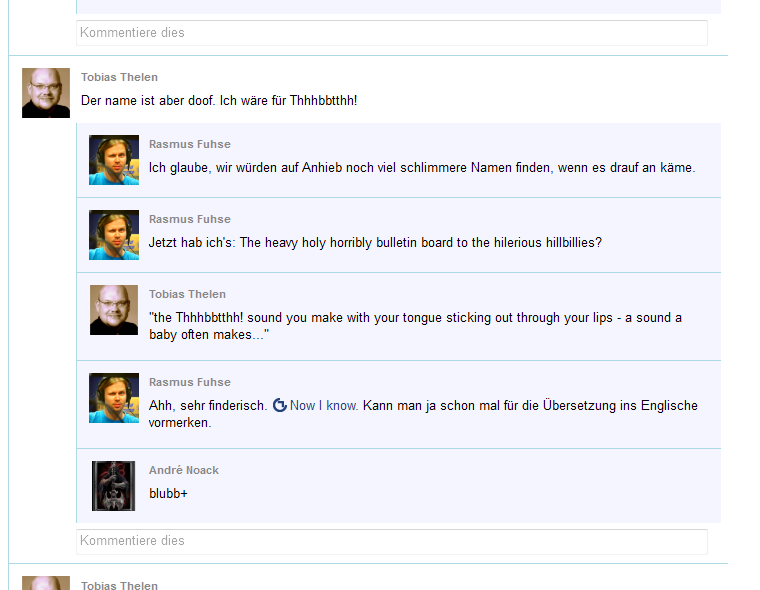 Kommentiere dies
Tobias Thelen
Der name ist aber doof. Ich wäre für Thhhbbtthh!
Rasmus Fuhse
Ich glaube, wir würden auf Anhieb noch viel schlimmere Namen finden, wenn es drauf an käme.
Rasmus Fuhse
Jetzt hab ich's: The heavy holy horribly bulletin board to the hilerious hillbillies?
Tobias Thelen
"the Thhhbbtthh! sound you make with your tongue sticking out through your lips - a sound a
baby often makes..."
Rasmus Fuhse
Ahh, sehr finderisch. Now I know. Kann man ja schon mal für die Übersetzung ins Englische
vormerken.
André Noack
blubb+
Kommentiere dies
Tobias Thelen